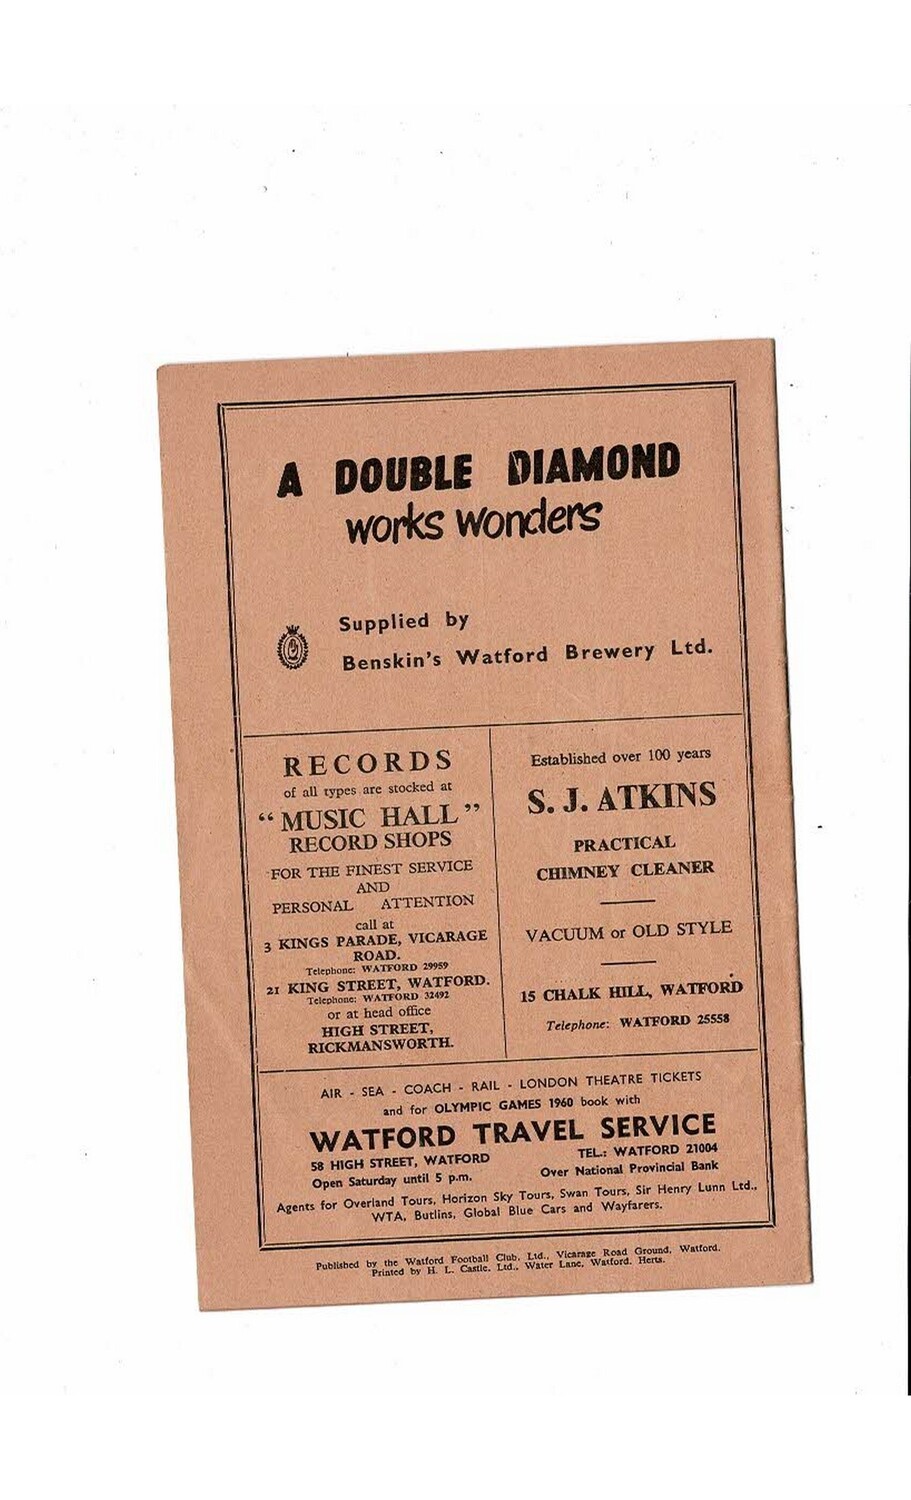 A DOUBLE DIAMOND
works wonders
Supplied by
Benskin's Watford Brewery Ltd.
RECORDS
of all types are stocked at
“MUSIC HALL”
RECORD SHOPS
FOR THE FINEST SERVICE
AND
PERSONAL ATTENTION
call at
3 KINGS PARADE, VICARAGE
ROAD.
Telephone: WATFORD 29959
21 KING STREET, WATFORD.
Telephone: WATFORD 32492
or at head office
HIGH STREET,
RICKMANSWORTH.
Established over 100 years
S. J. ATKINS
PRACTICAL
CHIMNEY CLEANER
VACUUM or OLD STYLE
15 CHALK HILL, WATFORD
Telephone: WATFORD 25558
AIR - SEA - COACH - RAIL - LONDON THEATRE TICKETS
and for OLYMPIC GAMES 1960 book with
WATFORD TRAVEL SERVICE
58 HIGH STREET, WATFORD
TEL.: WATFORD 21004
Open Saturday until 5 p.m.
Over National Provincial Bank
Agents for Overland Tours, Horizon Sky Tours, Swan Tours, Sir Henry Lunn Ltd.,
WTA, Butlins, Global Blue Cars and Wayfarers.
Published by the Watford Football Club, Ltd., Vicarage Road Ground, Watford.
Printed by H. L. Castle, Ltd., Water Lane, Watford, Herts.